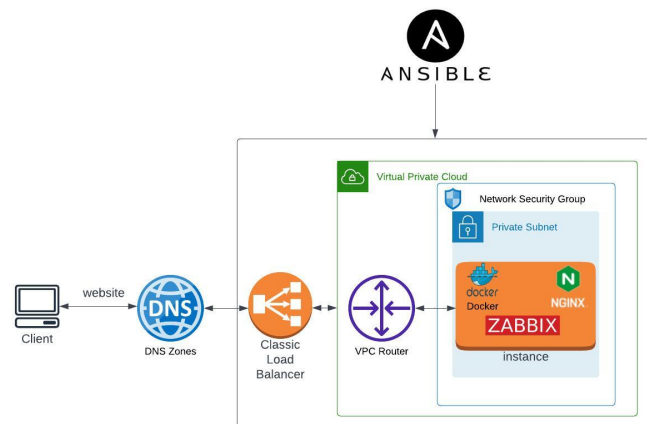 ANSIBLE
Virtual Private Cloud
Network Security Group
Private Subnet
website
DNS
docker
Docker
NGINX
ZABBIX
Client
DNS Zones
Classic
Load
Balancer
VPC Router
instance